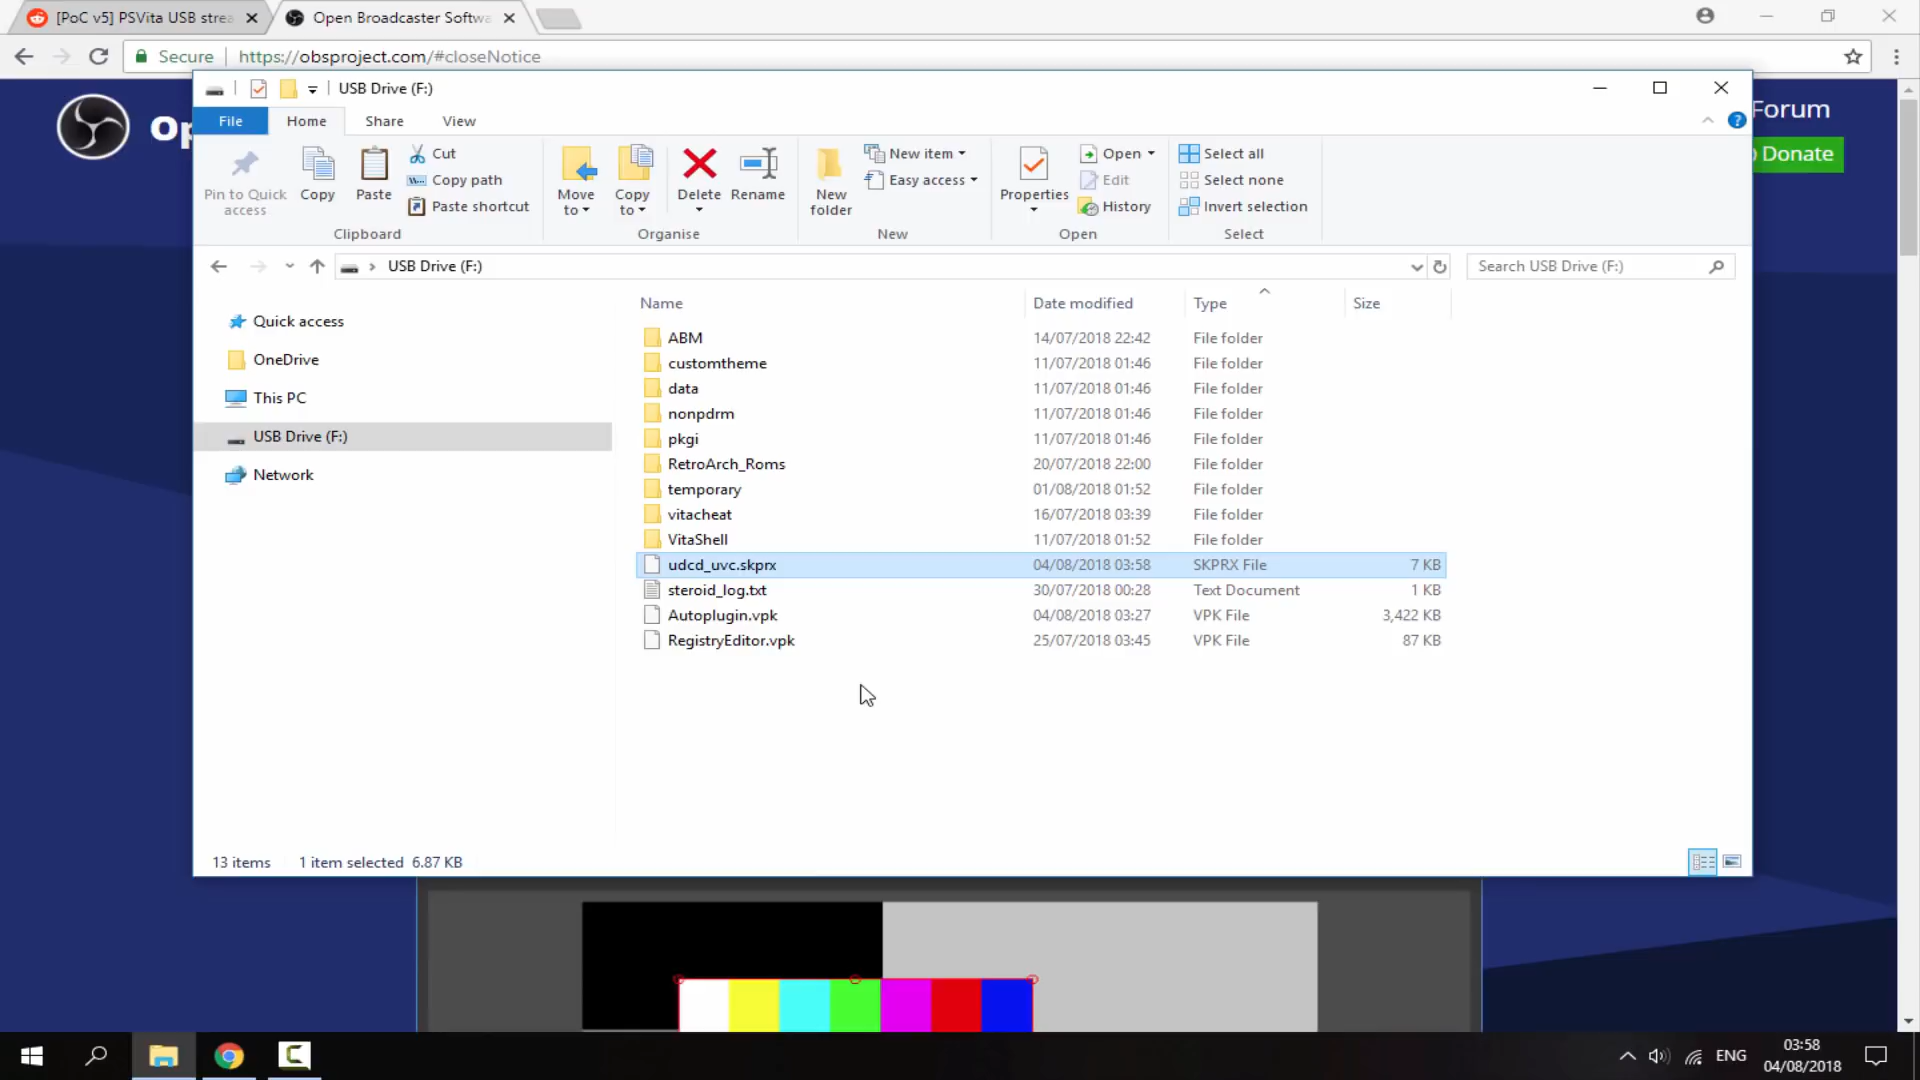 [PoC v5] PSVita USB strea
Open Broadcaster Softwa
Secure
https://obsproject.com/#closeNotice
USB Drive (F:)
File
Home
Share
View
Forum
Donate
Pin to Quick access
Copy
Paste
Cut
Copy path
Paste shortcut
Clipboard
Move to
Copy to
Delete
Rename
Organise
New folder
New item
Easy access
New
Properties
Open
Edit
History
Open
Select all
Select none
Invert selection
Select
USB Drive (F:)
Search USB Drive (F:)
Quick access
OneDrive
This PC
USB Drive (F:)
Network
Name Date modified Type Size
ABM 14/07/2018 22:42 File folder
customtheme 11/07/2018 01:46 File folder
data 11/07/2018 01:46 File folder
nonpdrm 11/07/2018 01:46 File folder
pkgi 11/07/2018 01:46 File folder
RetroArch_Roms 20/07/2018 22:00 File folder
temporary 01/08/2018 01:52 File folder
vitacheat 16/07/2018 03:39 File folder
VitaShell 11/07/2018 01:52 File folder
udcd_uvc.skprx 04/08/2018 03:58 SKPRX File 7 KB
steroid_log.txt 30/07/2018 00:28 Text Document 1 KB
Autoplugin.vpk 04/08/2018 03:27 VPK File 3,422 KB
RegistryEditor.vpk 25/07/2018 03:45 VPK File 87 KB
13 items 1 item selected 6.87 KB
ENG
03:58
04/08/2018